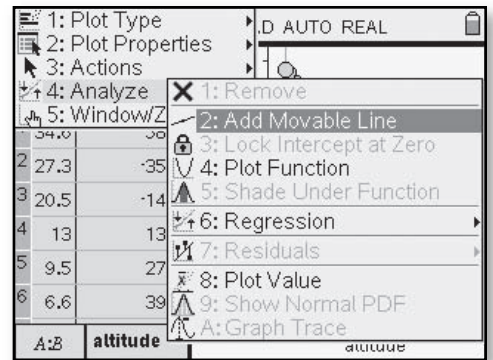 1: Plot Type
.D AUTO REAL
2: Plot Properties
3: Actions
4: Analyze
5: Window/Z
1: Remove
2: Add Movable Line
3: Lock Intercept at Zero
4: Plot Function
5: Shade Under Function
6: Regression
7: Residuals
8: Plot Value
9: Show Normal PDF
A: Graph Trace
2 27.3 -35
3 20.5 -14
4 13 13
5 9.5 27
6 6.6 39
A:B altitude
altitude